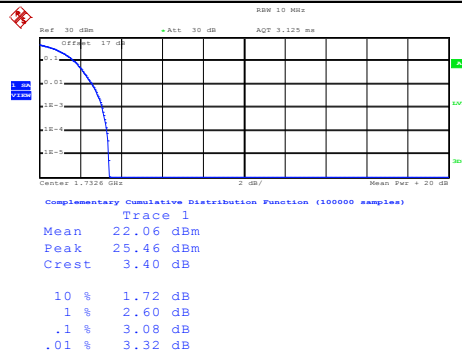 RBW 10 MHz
Ref 30 dBm Att 30 dB AQT 3.125 ms
Offset 17 dB
0.1
A
1 SA
VIEW
0.01
1E-3
LV
1E-4
1E-5
Center 1.7326 GHz 2 dB/ Mean Pwr + 20 dB
Complementary Cumulative Distribution Function (100000 samples)
Trace 1
Mean 22.06 dBm
Peak 25.46 dBm
Crest 3.40 dB
10 % 1.72 dB
1 % 2.60 dB
.1 % 3.08 dB
.01 % 3.32 dB